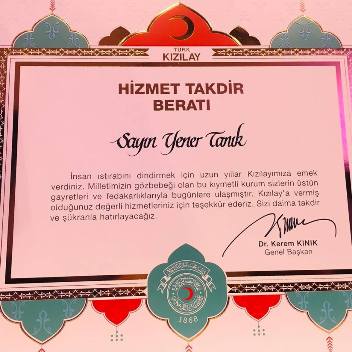 TÜRK
KIZILAY
HİZMET TAKDİR
BERATI
Sayın Yener Tanık
İnsan ıstırabını dindirmek için uzun yıllar Kızılayımıza emek
verdiniz. Milletimizin gözbebeği olan bu kıymetli kurum sizlerin üstün
gayretleri ve fedakarlıklarıyla bugünlere ulaşmıştır. Kızılay'a vermiş
olduğunuz değerli hizmetleriniz için teşekkür ederiz. Sizi daima takdir
ve şükranla hatırlayacağız.
Dr. Kerem KINIK
Genel Başkan
1868